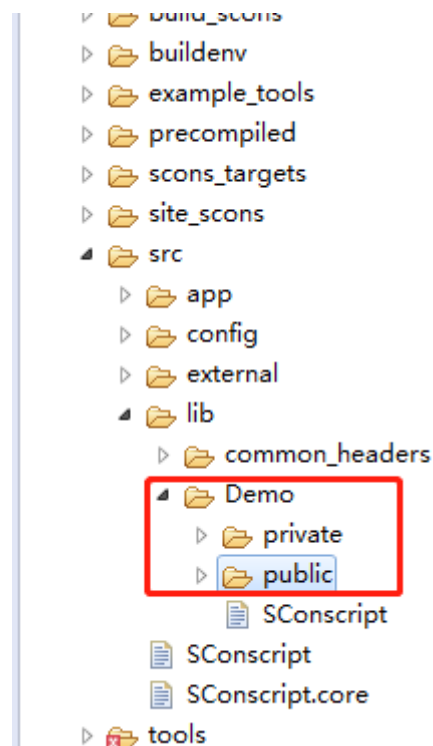 build_scons
buildenv
example_tools
precompiled
scons_targets
site_scons
src
app
config
external
lib
common_headers
Demo
private
public
SConscript
SConscript
SConscript.core
tools